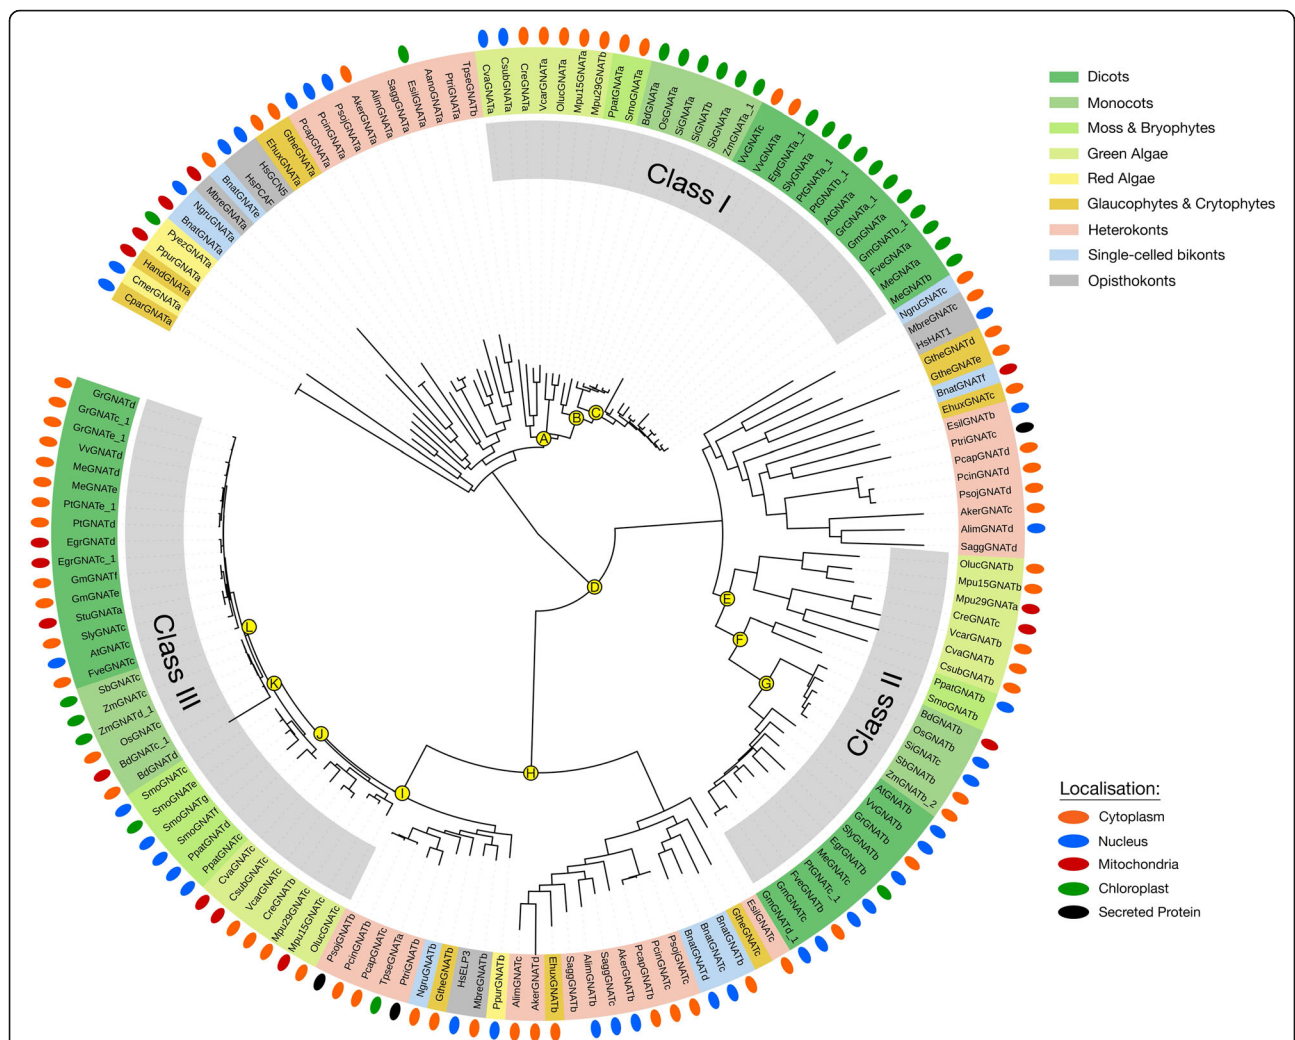 Dicots
Monocots
Moss & Bryophytes
Green Algae
Red Algae
Glaucophytes & Crytophytes
Heterokonts
Single-celled bikonts
Opisthokonts
Localisation:
Cytoplasm
Nucleus
Mitochondria
Chloroplast
Secreted Protein
Class I
Class II
Class III
A
B
C
D
E
F
G
H
I
J
K
L
CparGNATa
CmerGNATa
HandGNATa
PpurGNATa
PyezGNATa
BnatGNATa
NgruGNATa
MbreGNATa
BnatGNATe
HsPCAF
HsGCN5
EhuxGNATa
GtheGNATa
PcapGNATa
PcinGNATa
PsojGNATa
AkerGNATa
AlimGNATa
SaggGNATa
EsilGNATa
AanoGNATa
PtriGNATa
TpseGNATb
CvaGNATa
CsubGNATa
CreGNATa
VcarGNATa
OlucGNATa
Mpu15GNATa
Mpu29GNATb
PpatGNATa
SmoGNATa
BdGNATa
OsGNATa
SiGNATa
SiGNATb
SbGNATa
ZmGNATa_1
VvGNATc
VvGNATa
EgrGNATa_1
SlyGNATa
PtGNATa_1
PtGNATb_1
AtGNATa
GrGNATa_1
GmGNATa
GmGNATb_1
FveGNATa
MeGNATa
MeGNATb
NgruGNATc
MbreGNATc
HsHAT1
GtheGNATd
GtheGNATe
BnatGNATf
EhuxGNATc
EsilGNATb
PtriGNATc
PcapGNATd
PcinGNATd
PsojGNATd
AkerGNATc
AlimGNATd
SaggGNATd
OlucGNATb
Mpu15GNATb
Mpu29GNATa
CreGNATc
VcarGNATb
CvaGNATb
CsubGNATb
PpatGNATb
SmoGNATb
BdGNATb
OsGNATb
SiGNATc
SbGNATb
ZmGNATb_2
AtGNATb
VvGNATb
GrGNATb
SlyGNATb
EgrGNATb
MeGNATc
PtGNATc_1
FveGNATb
GmGNATc
GmGNATd_1
EsilGNATc
GtheGNATc
BnatGNATb
BnatGNATc
BnatGNATd
PsojGNATc
PcinGNATc
PcapGNATb
AkerGNATb
SaggGNATc
AlimGNATb
SaggGNATb
EhuxGNATb
AkerGNATd
AlimGNATc
PpurGNATb
MbreGNATb
HsELP3
GtheGNATb
NgruGNATb
PtriGNATb
TpseGNATa
PcapGNATc
PcinGNATb
PsojGNATb
OlucGNATc
Mpu15GNATc
Mpu29GNATc
CreGNATb
VcarGNATc
CsubGNATc
CvaGNATc
PpatGNATc
PpatGNATd
SmoGNATf
SmoGNATg
SmoGNATe
SmoGNATc
BdGNATd
BdGNATc_1
OsGNATc
ZmGNATd_1
ZmGNATc
SbGNATc
FveGNATc
AtGNATc
SlyGNATc
StuGNATa
GmGNATe
GmGNATf
EgrGNATc_1
EgrGNATd
PtGNATd
PtGNATe_1
MeGNATe
MeGNATd
VvGNATd
GrGNATe_1
GrGNATc_1
GrGNATd